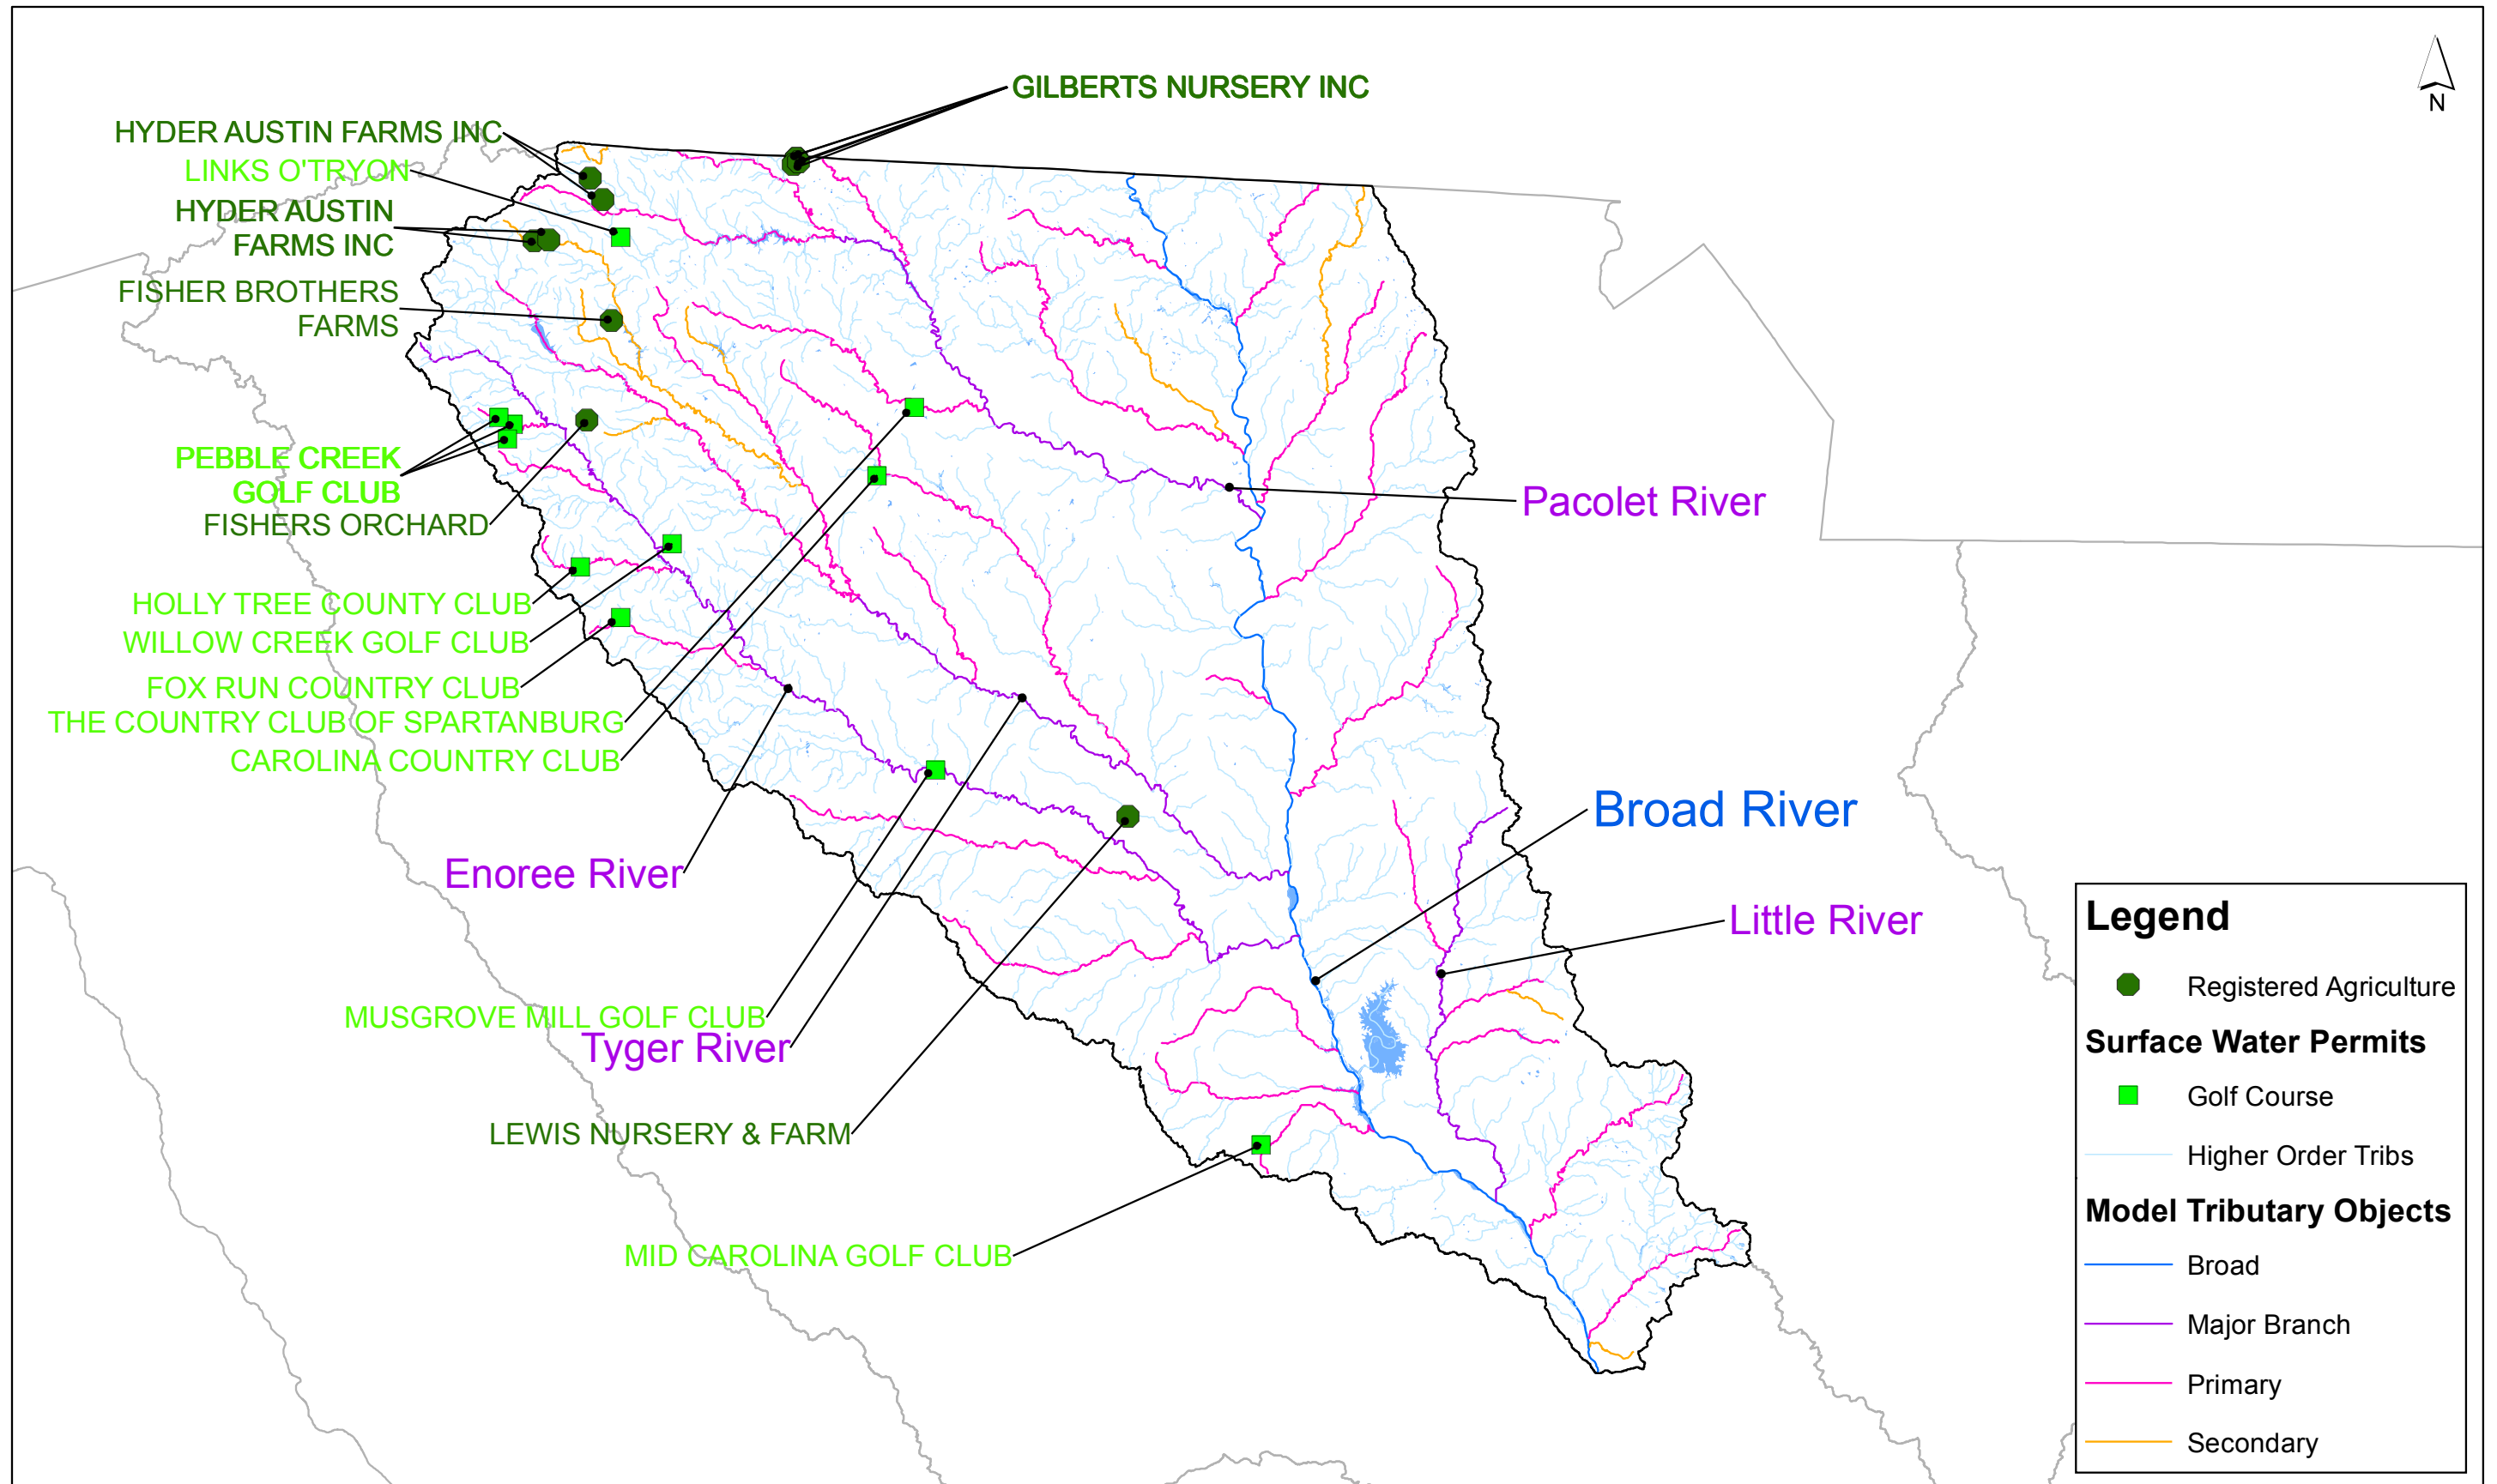 GILBERTS NURSERY INC
N
HYDER AUSTIN FARMS INC
LINKS O'TRYON
HYDER AUSTIN
FARMS INC
FISHER BROTHERS
FARMS
PEBBLE CREEK
GOLF CLUB
FISHERS ORCHARD
Pacolet River
HOLLY TREE COUNTY CLUB
WILLOW CREEK GOLF CLUB
FOX RUN COUNTRY CLUB
THE COUNTRY CLUB OF SPARTANBURG
CAROLINA COUNTRY CLUB
Broad River
Enoree River
Little River
MUSGROVE MILL GOLF CLUB
Tyger River
LEWIS NURSERY & FARM
MID CAROLINA GOLF CLUB
Legend
Registered Agriculture
Surface Water Permits
Golf Course
Higher Order Tribs
Model Tributary Objects
Broad
Major Branch
Primary
Secondary